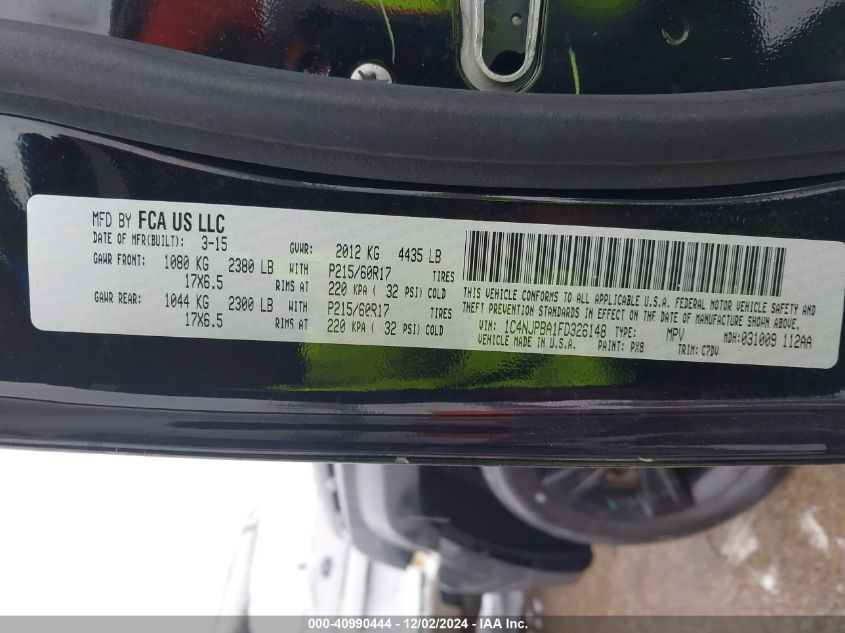 MFD BY FCA US LLC
DATE OF MFR(BUILT): 3-15 GVWR: 2012 KG 4435 LB
GAWR FRONT: 1080 KG 2380 LB WITH P215/60R17 TIRES
17X6.5 RIMS AT 220 KPA ( 32 PSI) COLD
GAWR REAR: 1044 KG 2300 LB WITH P215/60R17 TIRES
17X6.5 RIMS AT 220 KPA ( 32 PSI) COLD
THIS VEHICLE CONFORMS TO ALL APPLICABLE U.S.A. FEDERAL MOTOR VEHICLE SAFETY AND
THEFT PREVENTION STANDARDS IN EFFECT ON THE DATE OF MANUFACTURE SHOWN ABOVE.
VIN: 1C4NJPBA1FD326148 TYPE: MPV MDH:031009 112AA
VEHICLE MADE IN U.S.A. PAINT: PX8 TRIM: C7DV
000-40990444 - 12/02/2024 - IAA Inc.